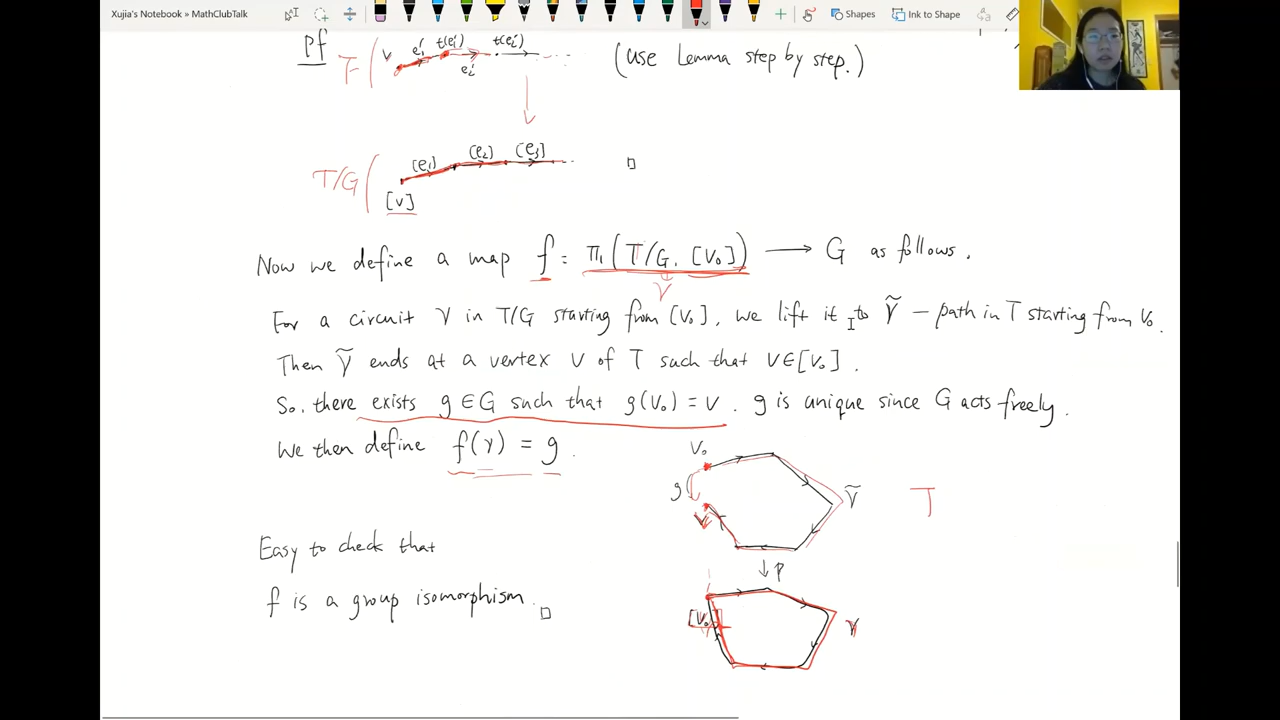 Xujia's Notebook » MathClubTalk
Shapes
Ink to Shape
pf
T
v e₁' t(e₁') e₂' t(e₂')
(use Lemma step by step.)
T/G
[e₁] [e₂] [e₃]
[v]
Now we define a map f : π₁(T/G, [v₀]) → G as follows.
γ
For a circuit γ in T/G starting from [v₀], we lift it to γ̃ — path in T starting from v₀.
Then γ̃ ends at a vertex v of T such that v∈[v₀].
So, there exists g∈G such that g(v₀) = v. g is unique since G acts freely.
We then define f(γ) = g.
v₀
g
v
γ̃
T
↓ p
Easy to check that
f is a group isomorphism. □
[v₀]
γ